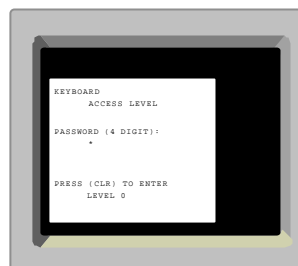 KEYBOARD
ACCESS LEVEL
PASSWORD (4 DIGIT):
*
PRESS (CLR) TO ENTER
LEVEL 0